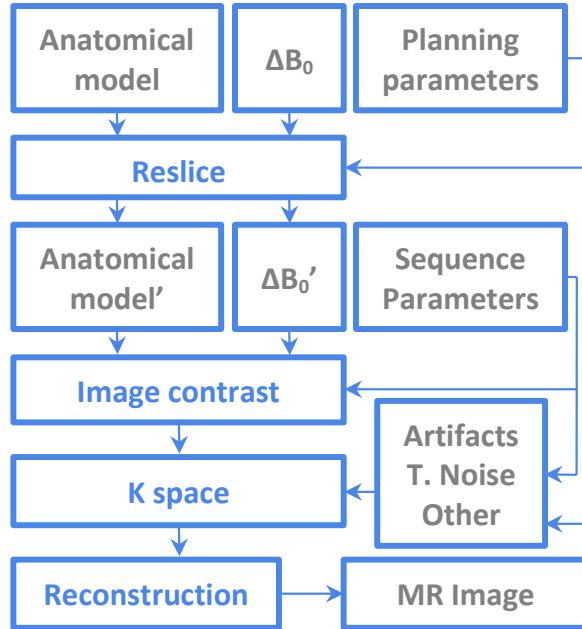 Anatomical
model
ΔB₀
Planning
parameters
Reslice
Anatomical
model’
ΔB₀’
Sequence
Parameters
Image contrast
Artifacts
T. Noise
Other
K space
Reconstruction
MR Image